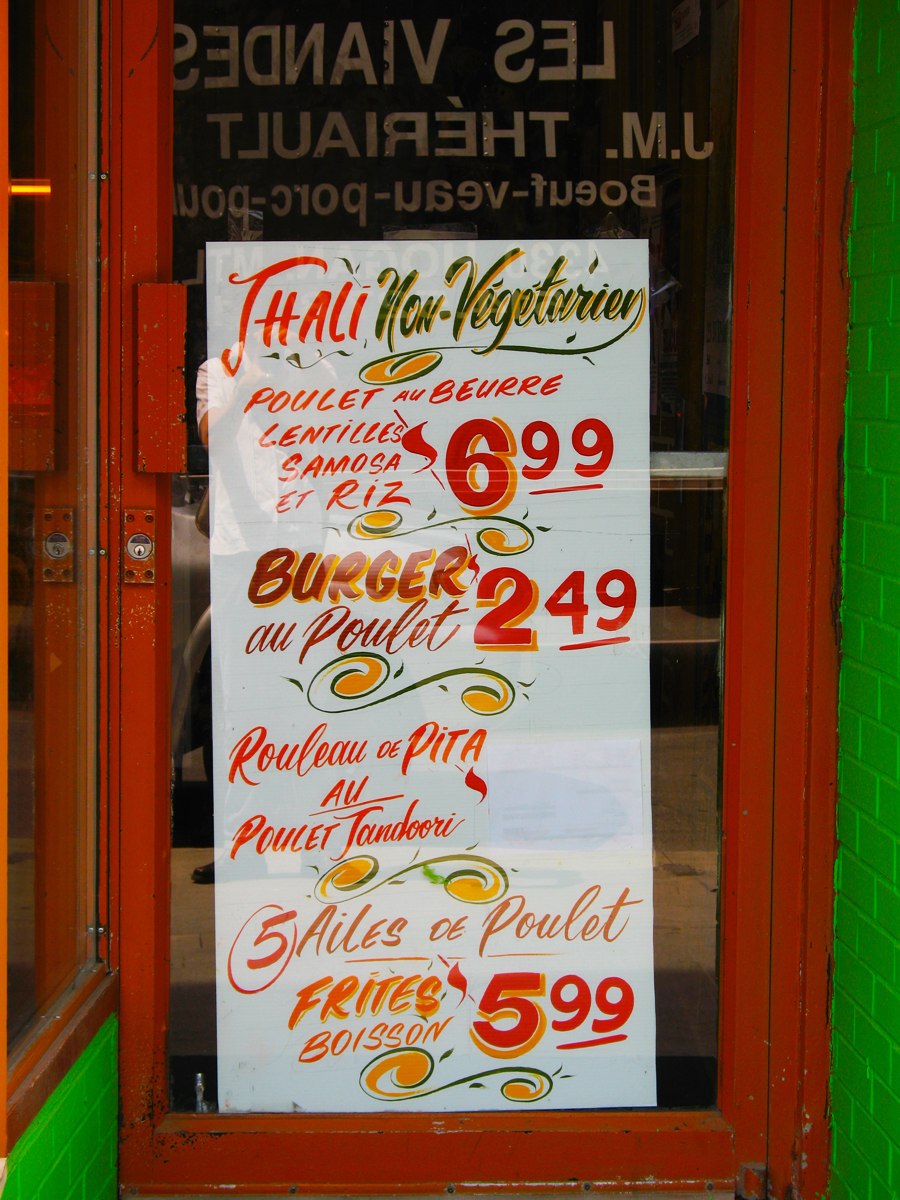 LES VIANDES
J.M. THÉRIAULT
Boeuf-veau-porc-pou
THALI Non-Végétarien
POULET AU BEURRE
LENTILLES
SAMOSA
ET RIZ
6 99
BURGER
au Poulet
2 49
Rouleau DE PITA
AU
POULET Tandoori
5 AILES DE Poulet
FRITES
BOISSON
5 99